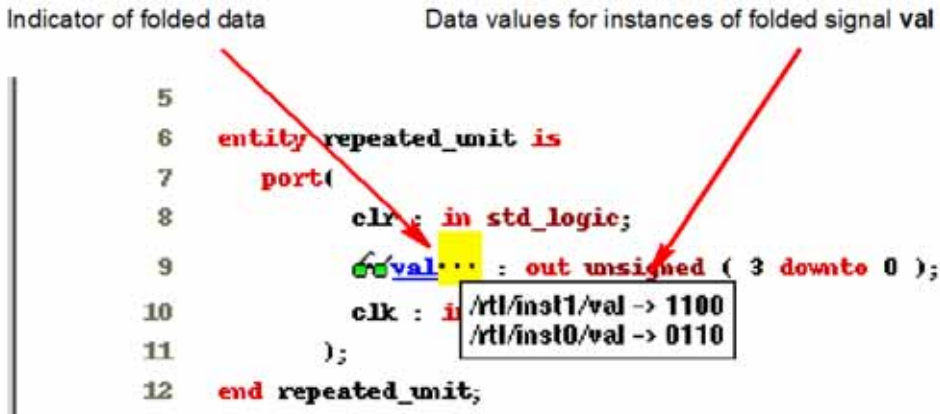 Indicator of folded data
Data values for instances of folded signal val
5
6 entity repeated_unit is
7 port(
8 clr : in std_logic;
9 val... : out unsigned ( 3 downto 0 );
10 clk : i
/rtl/inst1/val -> 1100
/rtl/inst0/val -> 0110
11 );
12 end repeated_unit;